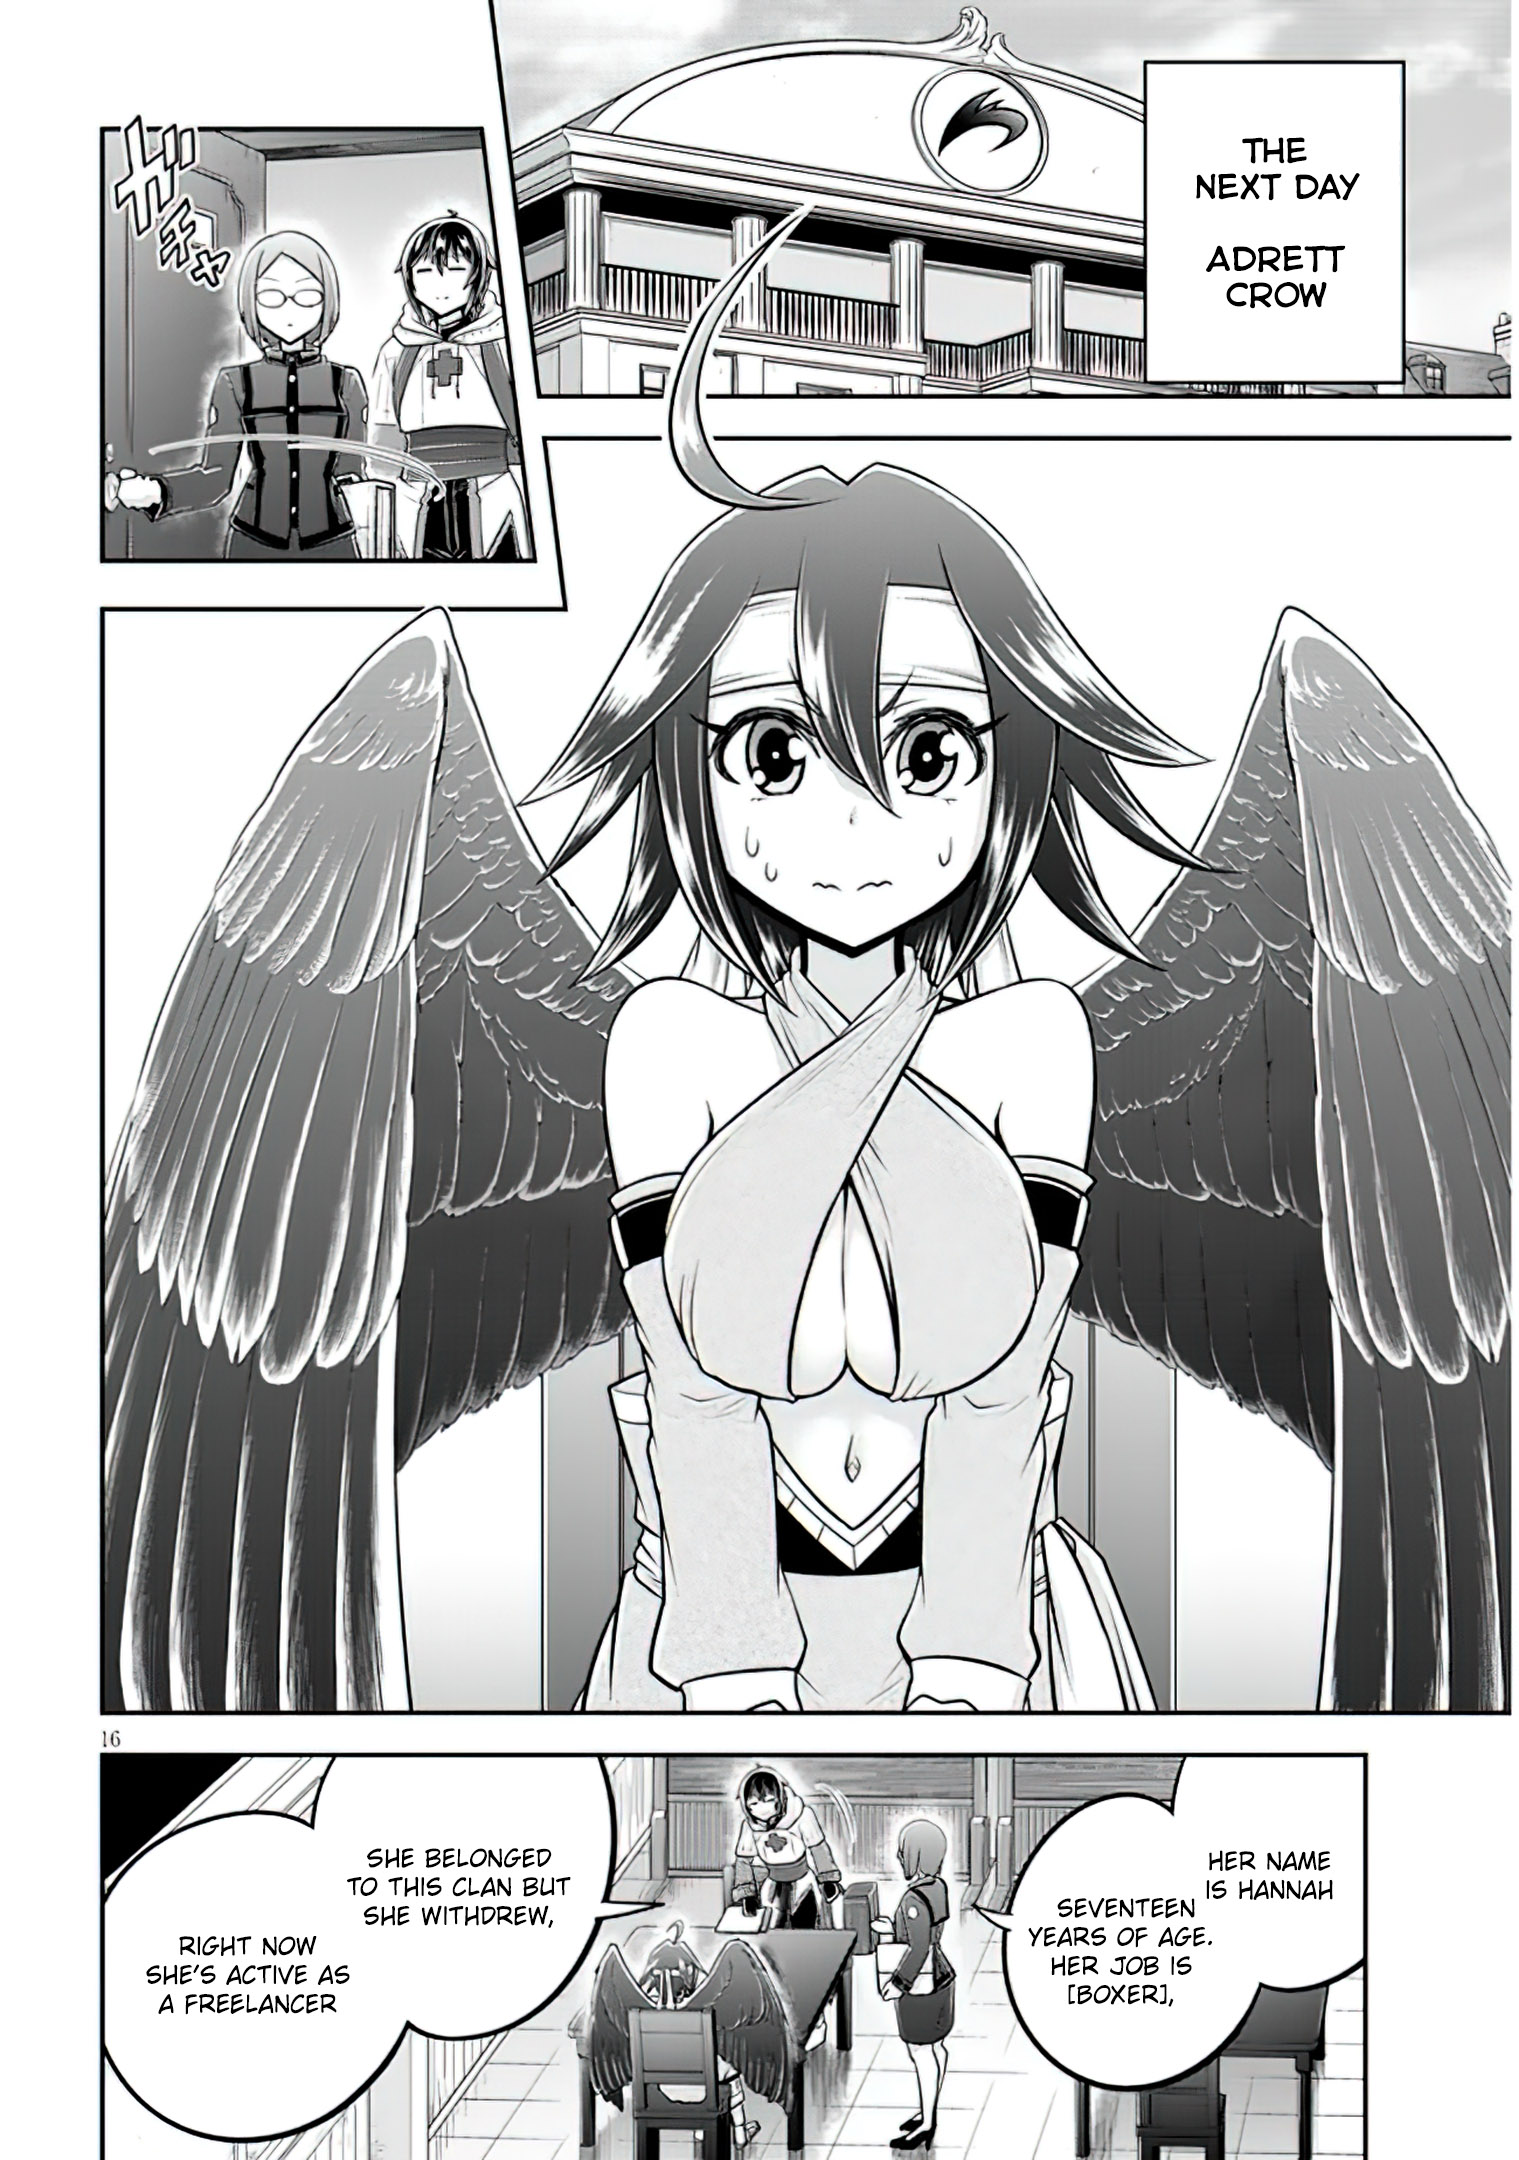 THE
NEXT DAY
ADRETT
CROW
ガチャ
16
HER NAME
IS HANNAH
SEVENTEEN
YEARS OF AGE.
HER JOB IS
[BOXER],
SHE BELONGED
TO THIS CLAN BUT
SHE WITHDREW,
RIGHT NOW
SHE'S ACTIVE AS
A FREELANCER